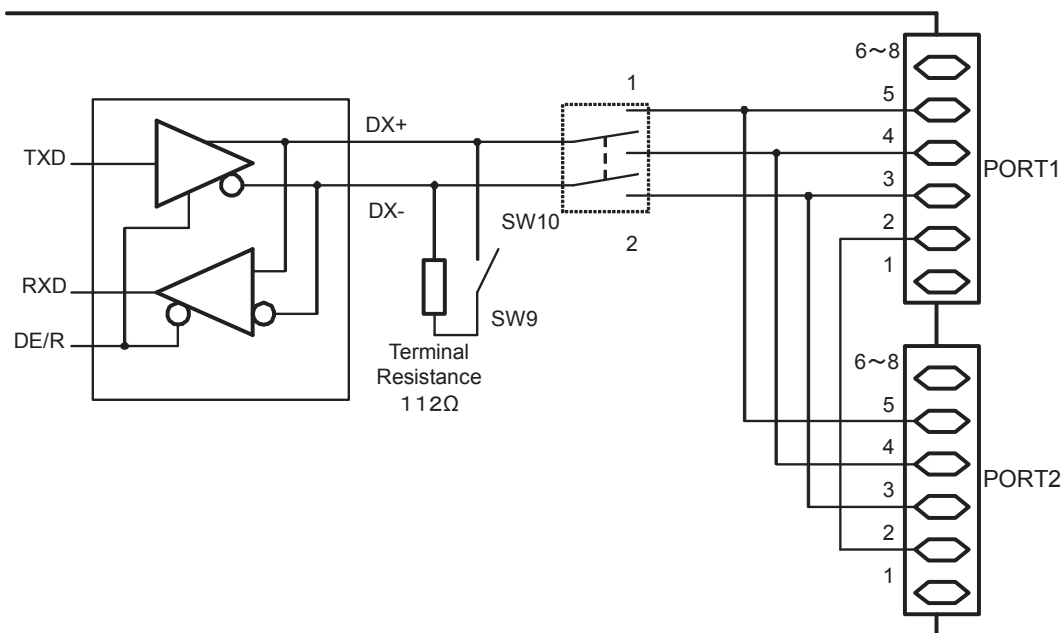 6～8
1
5
DX+
4
TXD
PORT1
3
DX-
SW10
2
2
1
RXD
SW9
DE/R
Terminal
Resistance
112Ω
6～8
5
4
PORT2
3
2
1